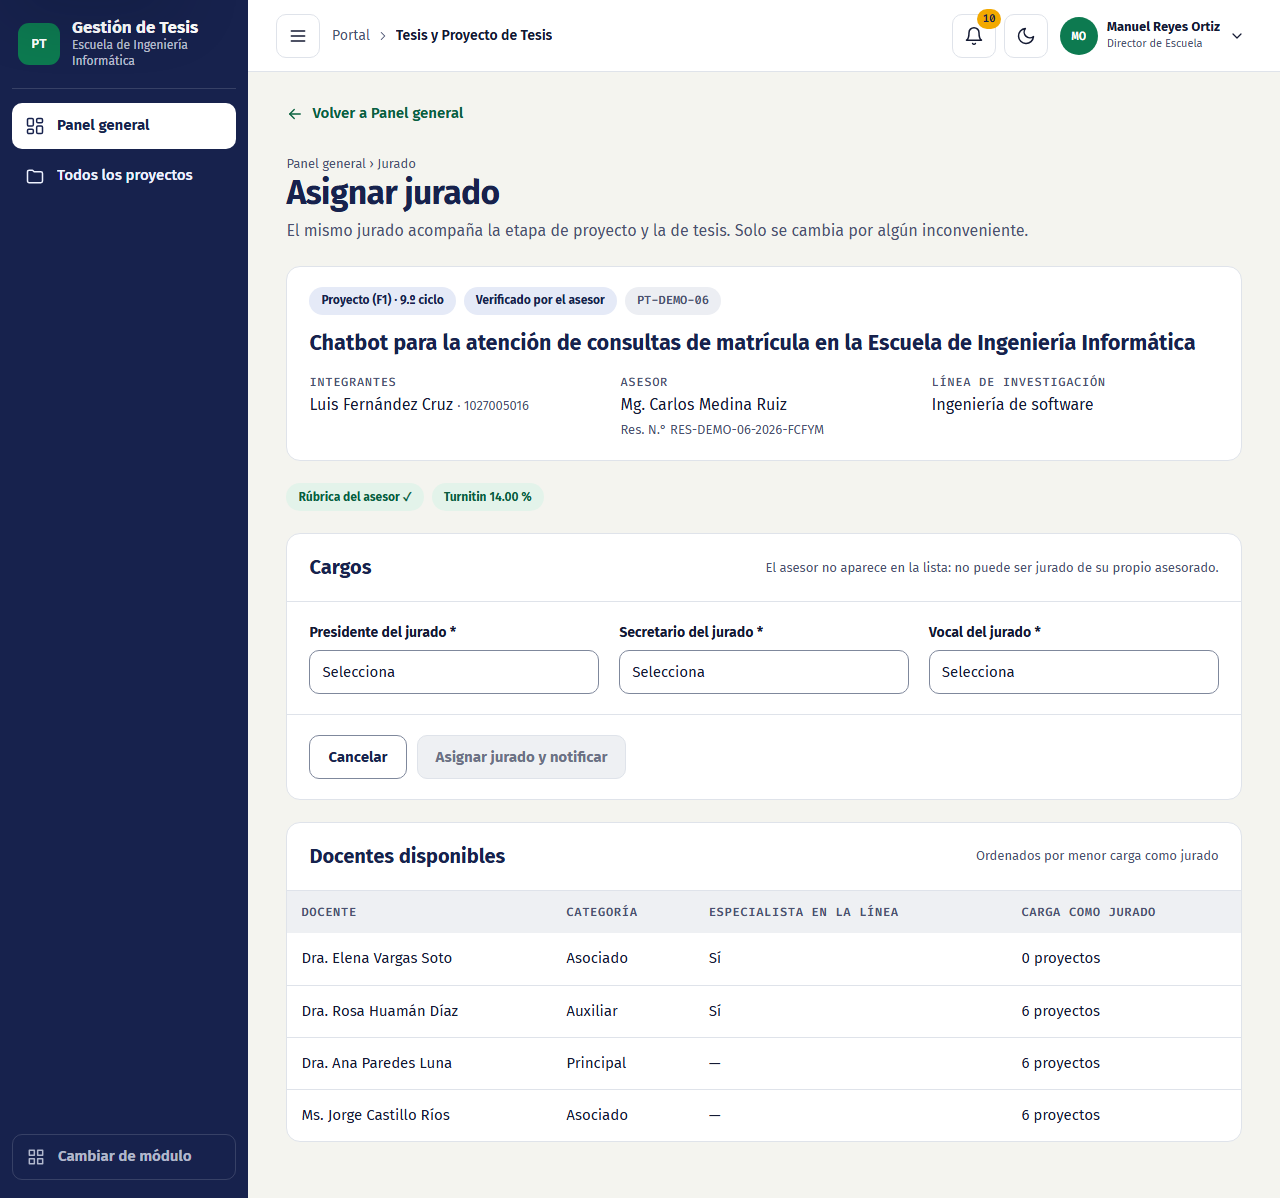 PT
Gestión de Tesis
Escuela de Ingeniería
Informática
Panel general
Todos los proyectos
Cambiar de módulo
Portal
Tesis y Proyecto de Tesis
10
MO
Manuel Reyes Ortiz
Director de Escuela
Volver a Panel general
Panel general › Jurado
Asignar jurado
El mismo jurado acompaña la etapa de proyecto y la de tesis. Solo se cambia por algún inconveniente.
Proyecto (F1) · 9.º ciclo
Verificado por el asesor
PT-DEMO-06
Chatbot para la atención de consultas de matrícula en la Escuela de Ingeniería Informática
INTEGRANTES
Luis Fernández Cruz · 1027005016
ASESOR
Mg. Carlos Medina Ruiz
Res. N.° RES-DEMO-06-2026-FCFYM
LÍNEA DE INVESTIGACIÓN
Ingeniería de software
Rúbrica del asesor ✓
Turnitin 14.00 %
Cargos
El asesor no aparece en la lista: no puede ser jurado de su propio asesorado.
Presidente del jurado *
Selecciona
Secretario del jurado *
Selecciona
Vocal del jurado *
Selecciona
Cancelar
Asignar jurado y notificar
Docentes disponibles
Ordenados por menor carga como jurado
DOCENTE CATEGORÍA ESPECIALISTA EN LA LÍNEA CARGA COMO JURADO
Dra. Elena Vargas Soto Asociado Sí 0 proyectos
Dra. Rosa Huamán Díaz Auxiliar Sí 6 proyectos
Dra. Ana Paredes Luna Principal — 6 proyectos
Ms. Jorge Castillo Ríos Asociado — 6 proyectos